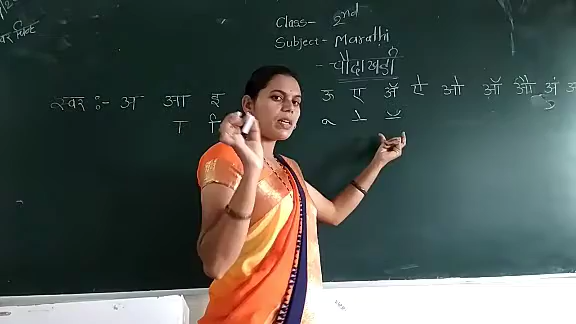 Class- 2nd
Subject- Marathi
- चौदाखडी
स्वर :- अ आ इ ऊ ए ॲ ऐ ओ ऑ औ अं
ा ि ू े ॅ